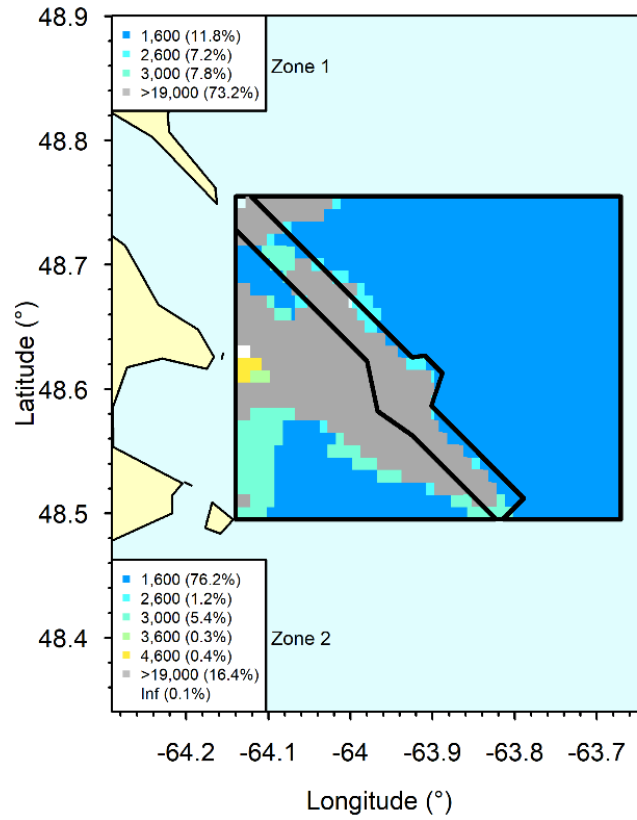 48.9
1,600 (11.8%)
2,600 (7.2%)
3,000 (7.8%)
>19,000 (73.2%)
Zone 1
48.8
48.7
Latitude (°)
48.6
48.5
1,600 (76.2%)
2,600 (1.2%)
3,000 (5.4%)
3,600 (0.3%)
4,600 (0.4%)
>19,000 (16.4%)
Inf (0.1%)
Zone 2
48.4
-64.2 -64.1 -64 -63.9 -63.8 -63.7
Longitude (°)